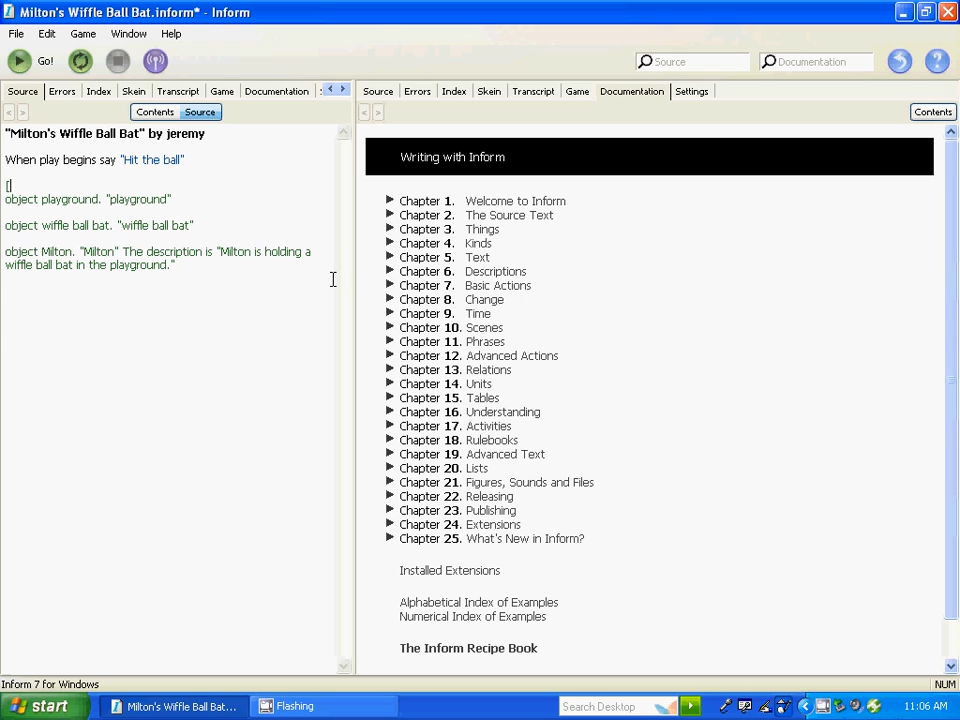 Milton's Wiffle Ball Bat.inform* - Inform
File Edit Game Window Help
Go! Source Documentation
Source Errors Index Skein Transcript Game Documentation
Source Errors Index Skein Transcript Game Documentation Settings
Contents Source
Contents
"Milton's Wiffle Ball Bat" by jeremy
When play begins say "Hit the ball"
[
object playground. "playground"
object wiffle ball bat. "wiffle ball bat"
object Milton. "Milton" The description is "Milton is holding a
wiffle ball bat in the playground."
Writing with Inform
Chapter 1. Welcome to Inform
Chapter 2. The Source Text
Chapter 3. Things
Chapter 4. Kinds
Chapter 5. Text
Chapter 6. Descriptions
Chapter 7. Basic Actions
Chapter 8. Change
Chapter 9. Time
Chapter 10. Scenes
Chapter 11. Phrases
Chapter 12. Advanced Actions
Chapter 13. Relations
Chapter 14. Units
Chapter 15. Tables
Chapter 16. Understanding
Chapter 17. Activities
Chapter 18. Rulebooks
Chapter 19. Advanced Text
Chapter 20. Lists
Chapter 21. Figures, Sounds and Files
Chapter 22. Releasing
Chapter 23. Publishing
Chapter 24. Extensions
Chapter 25. What's New in Inform?
Installed Extensions
Alphabetical Index of Examples
Numerical Index of Examples
The Inform Recipe Book
Inform 7 for Windows NUM
start Milton's Wiffle Ball Bat... Flashing Search Desktop 11:06 AM